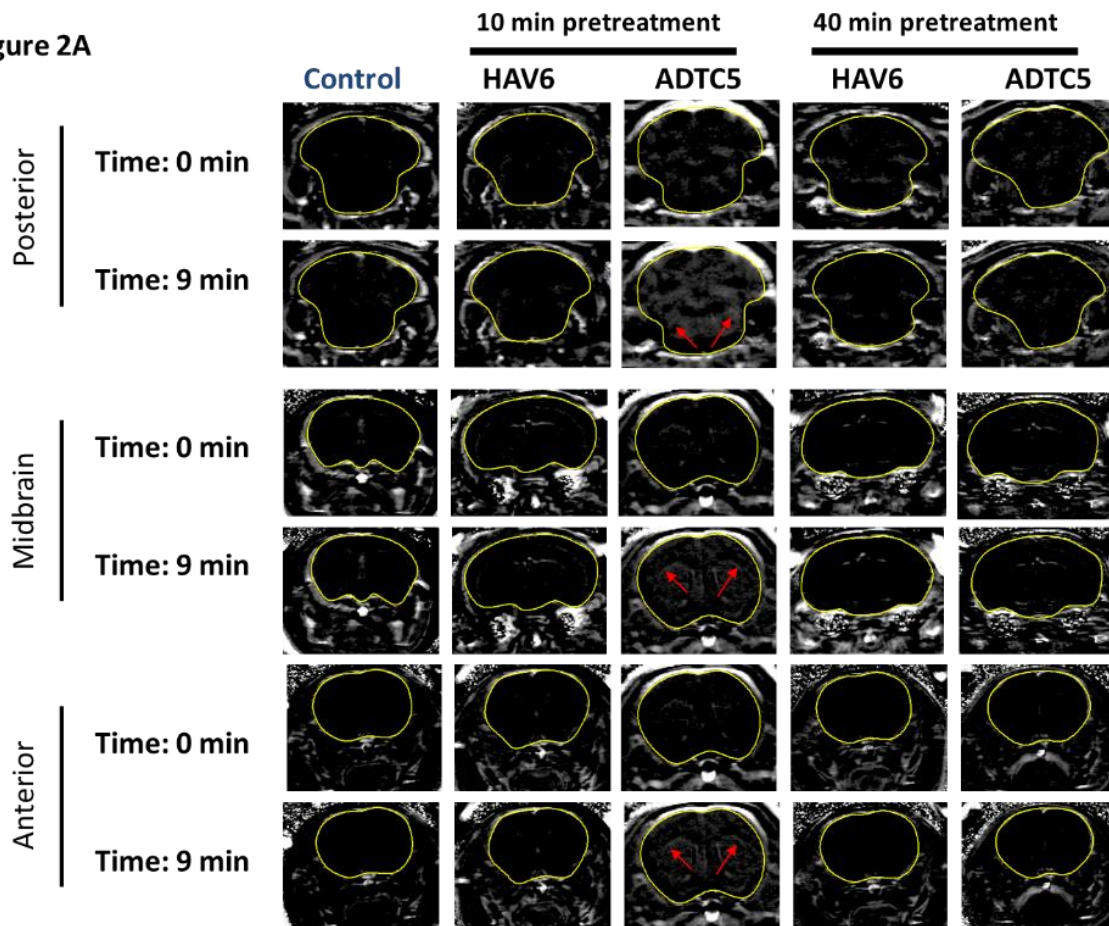 gure 2A
10 min pretreatment
40 min pretreatment
Control
HAV6
ADTC5
HAV6
ADTC5
Posterior
Time: 0 min
Time: 9 min
Midbrain
Time: 0 min
Time: 9 min
Anterior
Time: 0 min
Time: 9 min